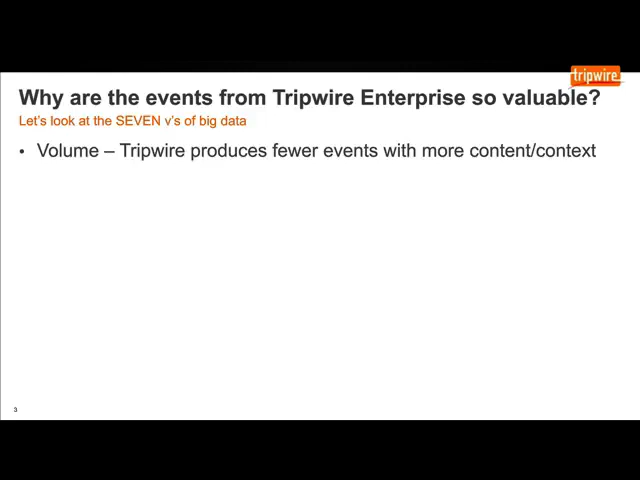 tripwire
Why are the events from Tripwire Enterprise so valuable?
Let's look at the SEVEN v's of big data
• Volume – Tripwire produces fewer events with more content/context
3